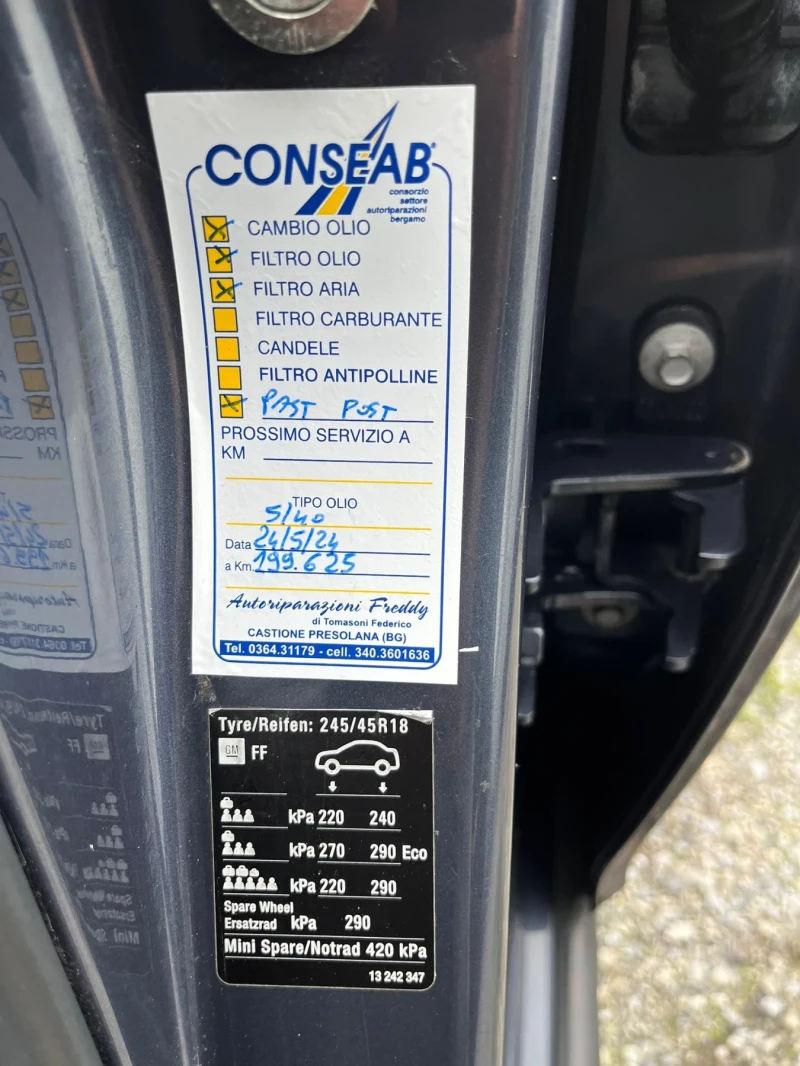 CONSEAB®
consorzio
settore
autoriparazioni
bergamo
CAMBIO OLIO
FILTRO OLIO
FILTRO ARIA
FILTRO CARBURANTE
CANDELE
FILTRO ANTIPOLLINE
PAST POST
PROSSIMO SERVIZIO A
KM
TIPO OLIO
5/40
Data 24/5/24
a Km. 199.625
Autoriparazioni Freddy
di Tomasoni Federico
CASTIONE PRESOLANA (BG)
Tel. 0364.31179 - cell. 340.3601636
Tyre/Reifen: 245/45R18
GM FF
kPa 220 240
kPa 270 290 Eco
kPa 220 290
Spare Wheel
Ersatzrad kPa 290
Mini Spare/Notrad 420 kPa
13 242 347